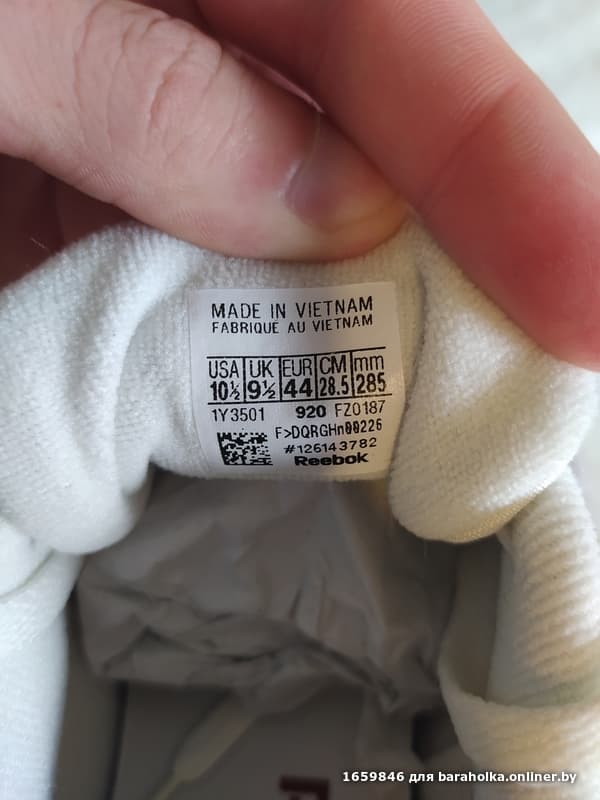 MADE IN VIETNAM
FABRIQUE AU VIETNAM
USA UK EUR CM mm
10½ 9½ 44 28.5 285
1Y3501 920 FZ0187
F>DQRGHn00226
#126143782
Reebok
1659846 для baraholka.onliner.by